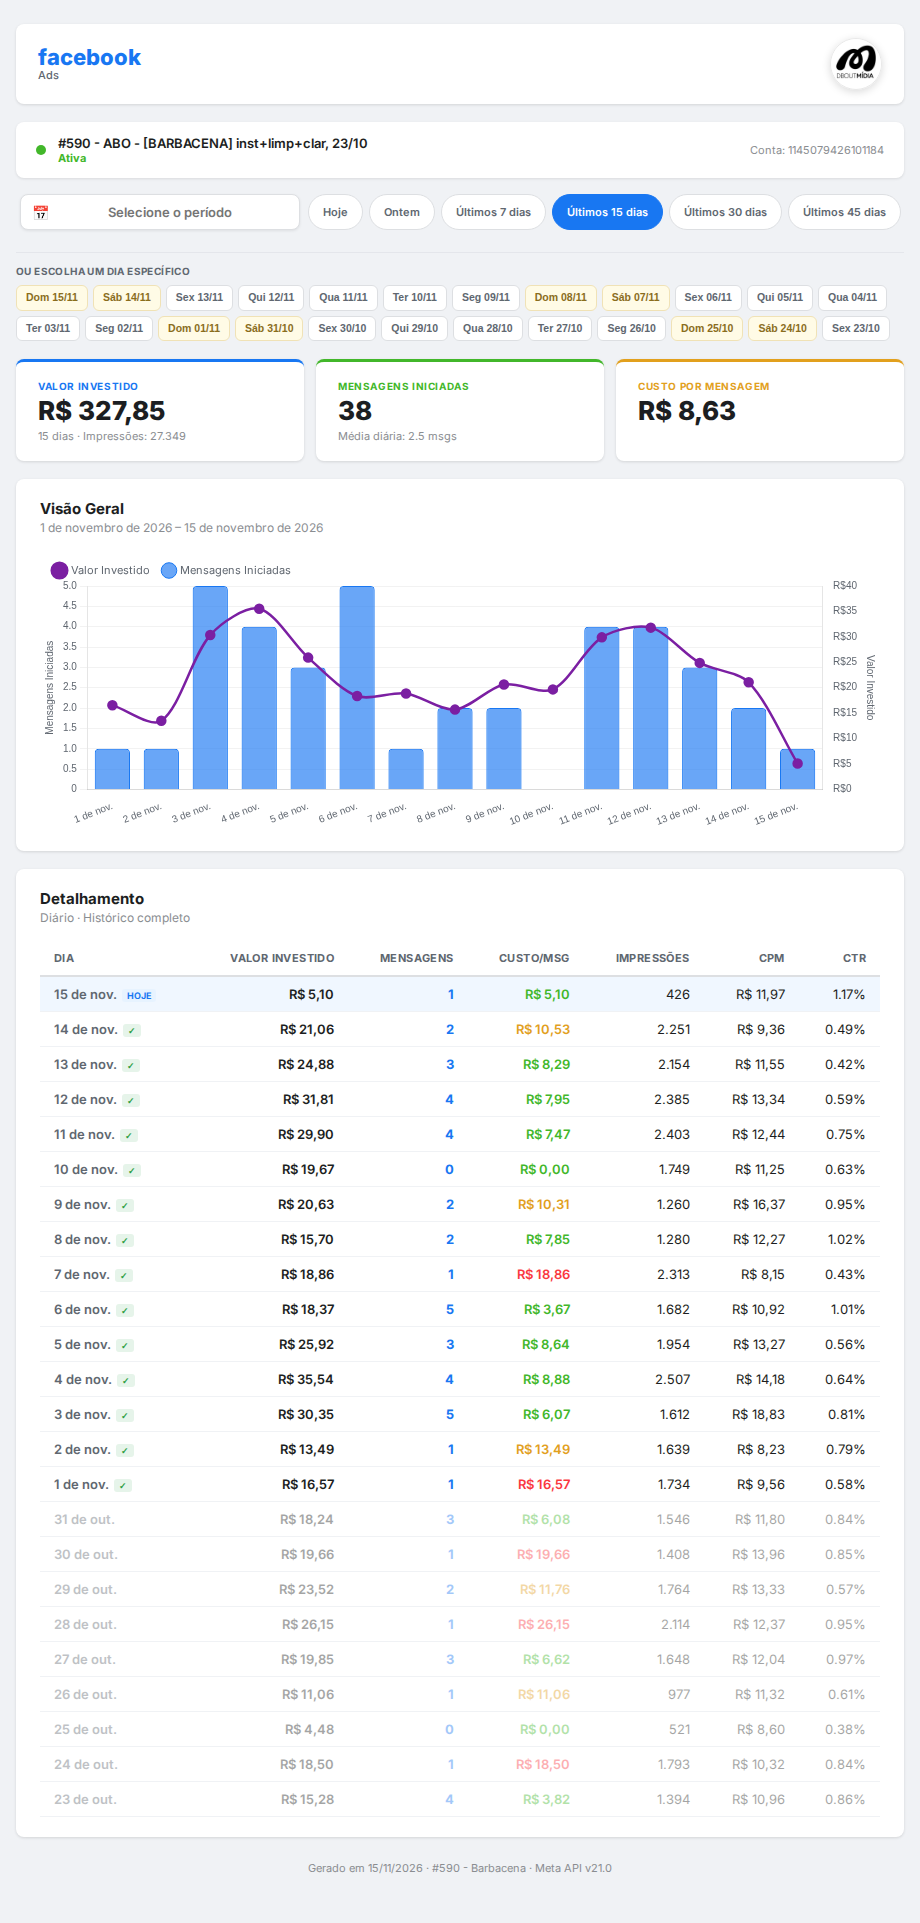 facebook
Ads
DBOUTMÍDIA
#590 - ABO - [BARBACENA] inst+limp+clar, 23/10
Ativa
Conta: 1145079426101184
📅 Selecione o período Hoje Ontem Últimos 7 dias Últimos 15 dias Últimos 30 dias Últimos 45 dias
OU ESCOLHA UM DIA ESPECÍFICO
Dom 15/11 Sáb 14/11 Sex 13/11 Qui 12/11 Qua 11/11 Ter 10/11 Seg 09/11 Dom 08/11 Sáb 07/11 Sex 06/11 Qui 05/11 Qua 04/11
Ter 03/11 Seg 02/11 Dom 01/11 Sáb 31/10 Sex 30/10 Qui 29/10 Qua 28/10 Ter 27/10 Seg 26/10 Dom 25/10 Sáb 24/10 Sex 23/10
VALOR INVESTIDO
R$ 327,85
15 dias · Impressões: 27.349
MENSAGENS INICIADAS
38
Média diária: 2.5 msgs
CUSTO POR MENSAGEM
R$ 8,63
Visão Geral
1 de novembro de 2026 – 15 de novembro de 2026
Valor Investido Mensagens Iniciadas
Mensagens Iniciadas
5.0
4.5
4.0
3.5
3.0
2.5
2.0
1.5
1.0
0.5
0
R$40
R$35
R$30
R$25
R$20
R$15
R$10
R$5
R$0
Valor Investido
1 de nov. 2 de nov. 3 de nov. 4 de nov. 5 de nov. 6 de nov. 7 de nov. 8 de nov. 9 de nov. 10 de nov. 11 de nov. 12 de nov. 13 de nov. 14 de nov. 15 de nov.
Detalhamento
Diário · Histórico completo
DIA VALOR INVESTIDO MENSAGENS CUSTO/MSG IMPRESSÕES CPM CTR
15 de nov. HOJE R$ 5,10 1 R$ 5,10 426 R$ 11,97 1.17%
14 de nov. ✓ R$ 21,06 2 R$ 10,53 2.251 R$ 9,36 0.49%
13 de nov. ✓ R$ 24,88 3 R$ 8,29 2.154 R$ 11,55 0.42%
12 de nov. ✓ R$ 31,81 4 R$ 7,95 2.385 R$ 13,34 0.59%
11 de nov. ✓ R$ 29,90 4 R$ 7,47 2.403 R$ 12,44 0.75%
10 de nov. ✓ R$ 19,67 0 R$ 0,00 1.749 R$ 11,25 0.63%
9 de nov. ✓ R$ 20,63 2 R$ 10,31 1.260 R$ 16,37 0.95%
8 de nov. ✓ R$ 15,70 2 R$ 7,85 1.280 R$ 12,27 1.02%
7 de nov. ✓ R$ 18,86 1 R$ 18,86 2.313 R$ 8,15 0.43%
6 de nov. ✓ R$ 18,37 5 R$ 3,67 1.682 R$ 10,92 1.01%
5 de nov. ✓ R$ 25,92 3 R$ 8,64 1.954 R$ 13,27 0.56%
4 de nov. ✓ R$ 35,54 4 R$ 8,88 2.507 R$ 14,18 0.64%
3 de nov. ✓ R$ 30,35 5 R$ 6,07 1.612 R$ 18,83 0.81%
2 de nov. ✓ R$ 13,49 1 R$ 13,49 1.639 R$ 8,23 0.79%
1 de nov. ✓ R$ 16,57 1 R$ 16,57 1.734 R$ 9,56 0.58%
31 de out. R$ 18,24 3 R$ 6,08 1.546 R$ 11,80 0.84%
30 de out. R$ 19,66 1 R$ 19,66 1.408 R$ 13,96 0.85%
29 de out. R$ 23,52 2 R$ 11,76 1.764 R$ 13,33 0.57%
28 de out. R$ 26,15 1 R$ 26,15 2.114 R$ 12,37 0.95%
27 de out. R$ 19,85 3 R$ 6,62 1.648 R$ 12,04 0.97%
26 de out. R$ 11,06 1 R$ 11,06 977 R$ 11,32 0.61%
25 de out. R$ 4,48 0 R$ 0,00 521 R$ 8,60 0.38%
24 de out. R$ 18,50 1 R$ 18,50 1.793 R$ 10,32 0.84%
23 de out. R$ 15,28 4 R$ 3,82 1.394 R$ 10,96 0.86%
Gerado em 15/11/2026 · #590 - Barbacena · Meta API v21.0